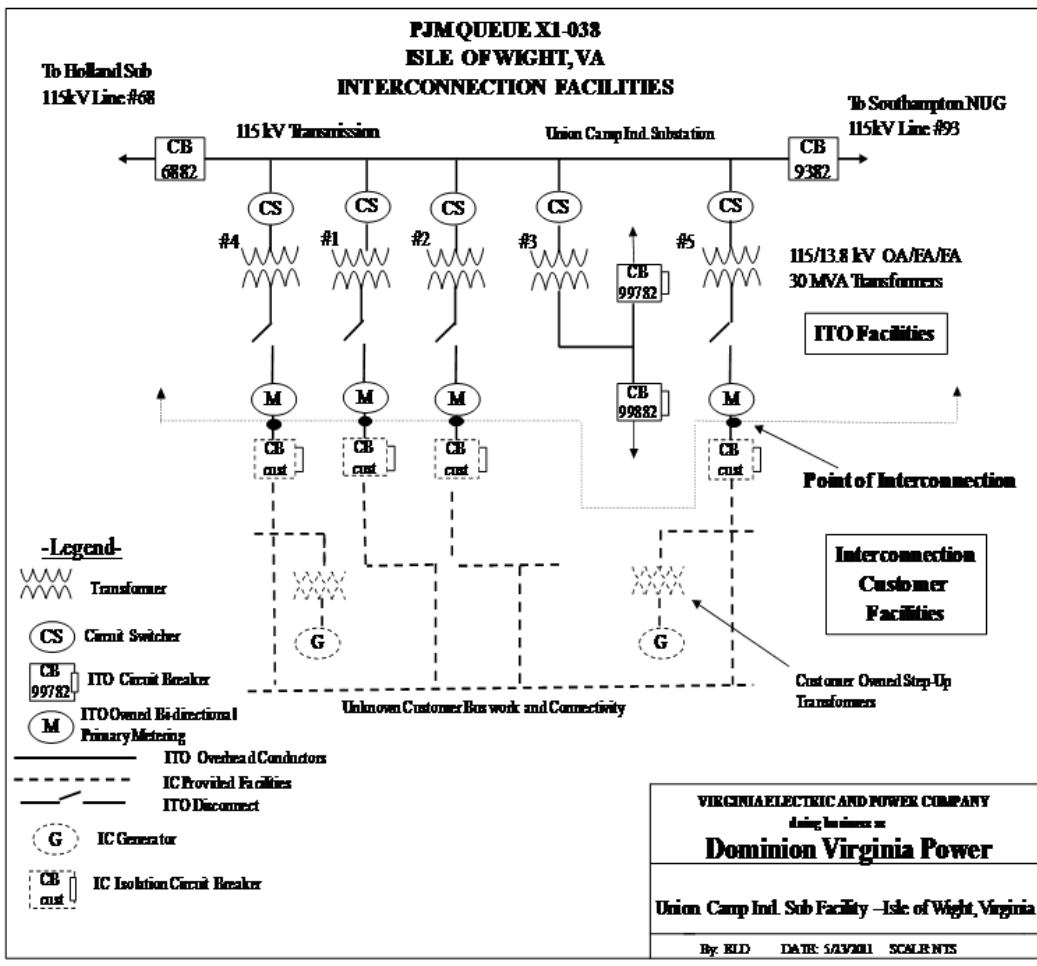 PJM QUEUE X1-038
ISLE OF WIGHT, VA
INTERCONNECTION FACILITIES
To Holland Sub
115kV Line #68
To Southampton NUG
115kV Line #93
115 kV Transmission
Union Camp Ind. Substation
CB
6882
CB
9382
CS
CS
CS
CS
CS
#4
#1
#2
#3
#5
115/13.8 kV OA/FA/FA
30 MVA Transformers
CB
99782
ITO Facilities
M
M
M
CB
99882
M
CB
cust
CB
cust
CB
cust
CB
cust
Point of Interconnection
Interconnection
Customer
Facilities
G
G
Customer Owned Step-Up
Transformers
Unknown Customer Bus work and Connectivity
-Legend-
Transformer
CS
Circuit Switcher
CB
99782
ITO Circuit Breaker
M
ITO Owned Bi-directional
Primary Metering
ITO Overhead Conductors
IC Provided Facilities
ITO Disconnect
G
IC Generator
CB
cust
IC Isolation Circuit Breaker
VIRGINIA ELECTRIC AND POWER COMPANY
doing business as
Dominion Virginia Power
Union Camp Ind. Sub Facility –Isle of Wight, Virginia
By: KLD DATE: 5/23/2011 SCALE: NTS